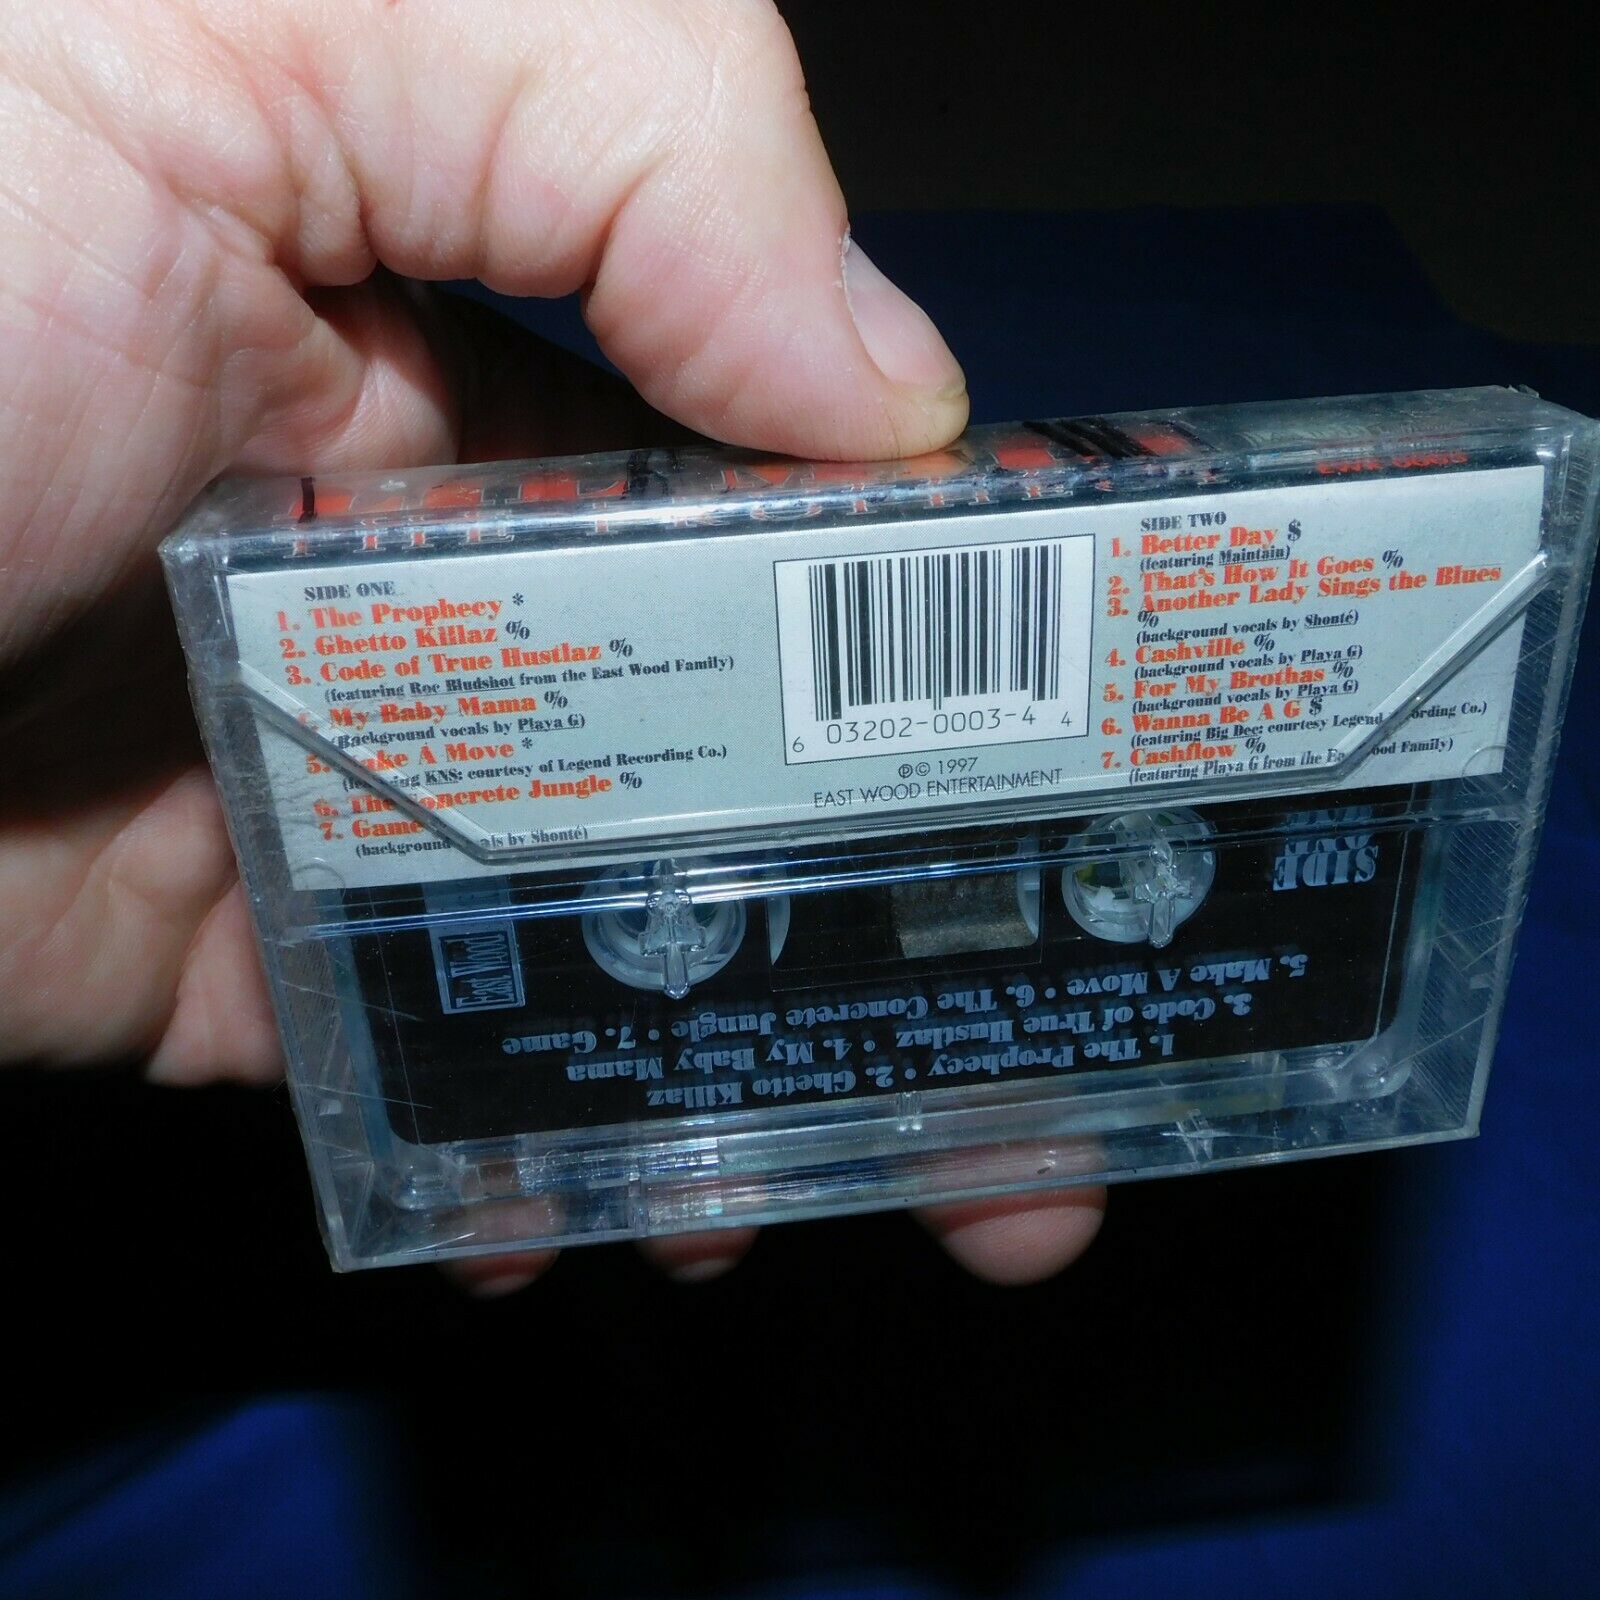 THE PROPHECY
SIDE ONE
1. The Prophecy *
2. Ghetto Killaz %
3. Code of True Hustlaz %
(featuring Roc Bludshot from the East Wood Family)
My Baby Mama %
(Background vocals by Playa G)
5. Make A Move *
(featuring KNS: courtesy of Legend Recording Co.)
6. The Concrete Jungle %
7. Game
(background vocals by Shonté)
6 03202-0003-4 4
℗© 1997
EAST WOOD ENTERTAINMENT
SIDE TWO
1. Better Day $
(featuring Maintain)
2. That's How It Goes %
3. Another Lady Sings the Blues
%
(background vocals by Shonté)
4. Cashville %
(background vocals by Playa G)
5. For My Brothas %
(background vocals by Playa G)
6. Wanna Be A G $
(featuring Big Dee: courtesy Legend Recording Co.)
7. Cashflow %
(featuring Playa G from the East Wood Family)
SIDE
ONE
East Wood
1. The Prophecy • 2. Ghetto Killaz
3. Code of True Hustlaz • 4. My Baby Mama
5. Make A Move • 6. The Concrete Jungle • 7. Game